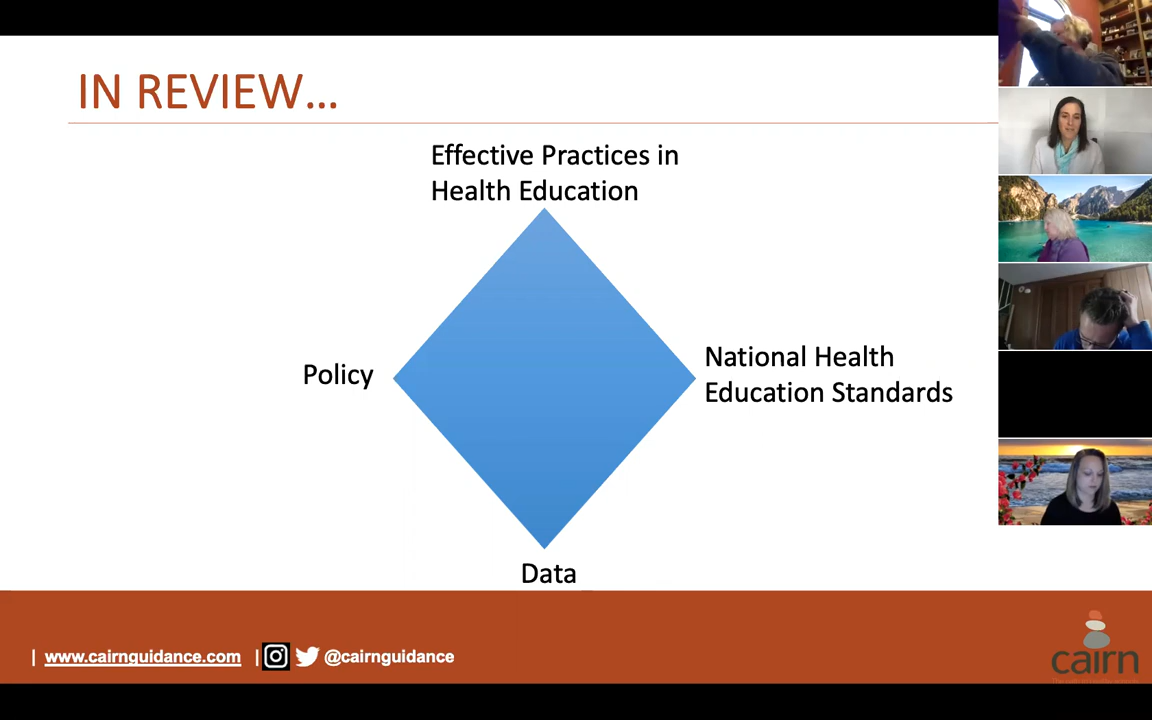 IN REVIEW...
Effective Practices in
Health Education
Policy
National Health
Education Standards
Data
| www.cairnguidance.com | @cairnguidance
cairn